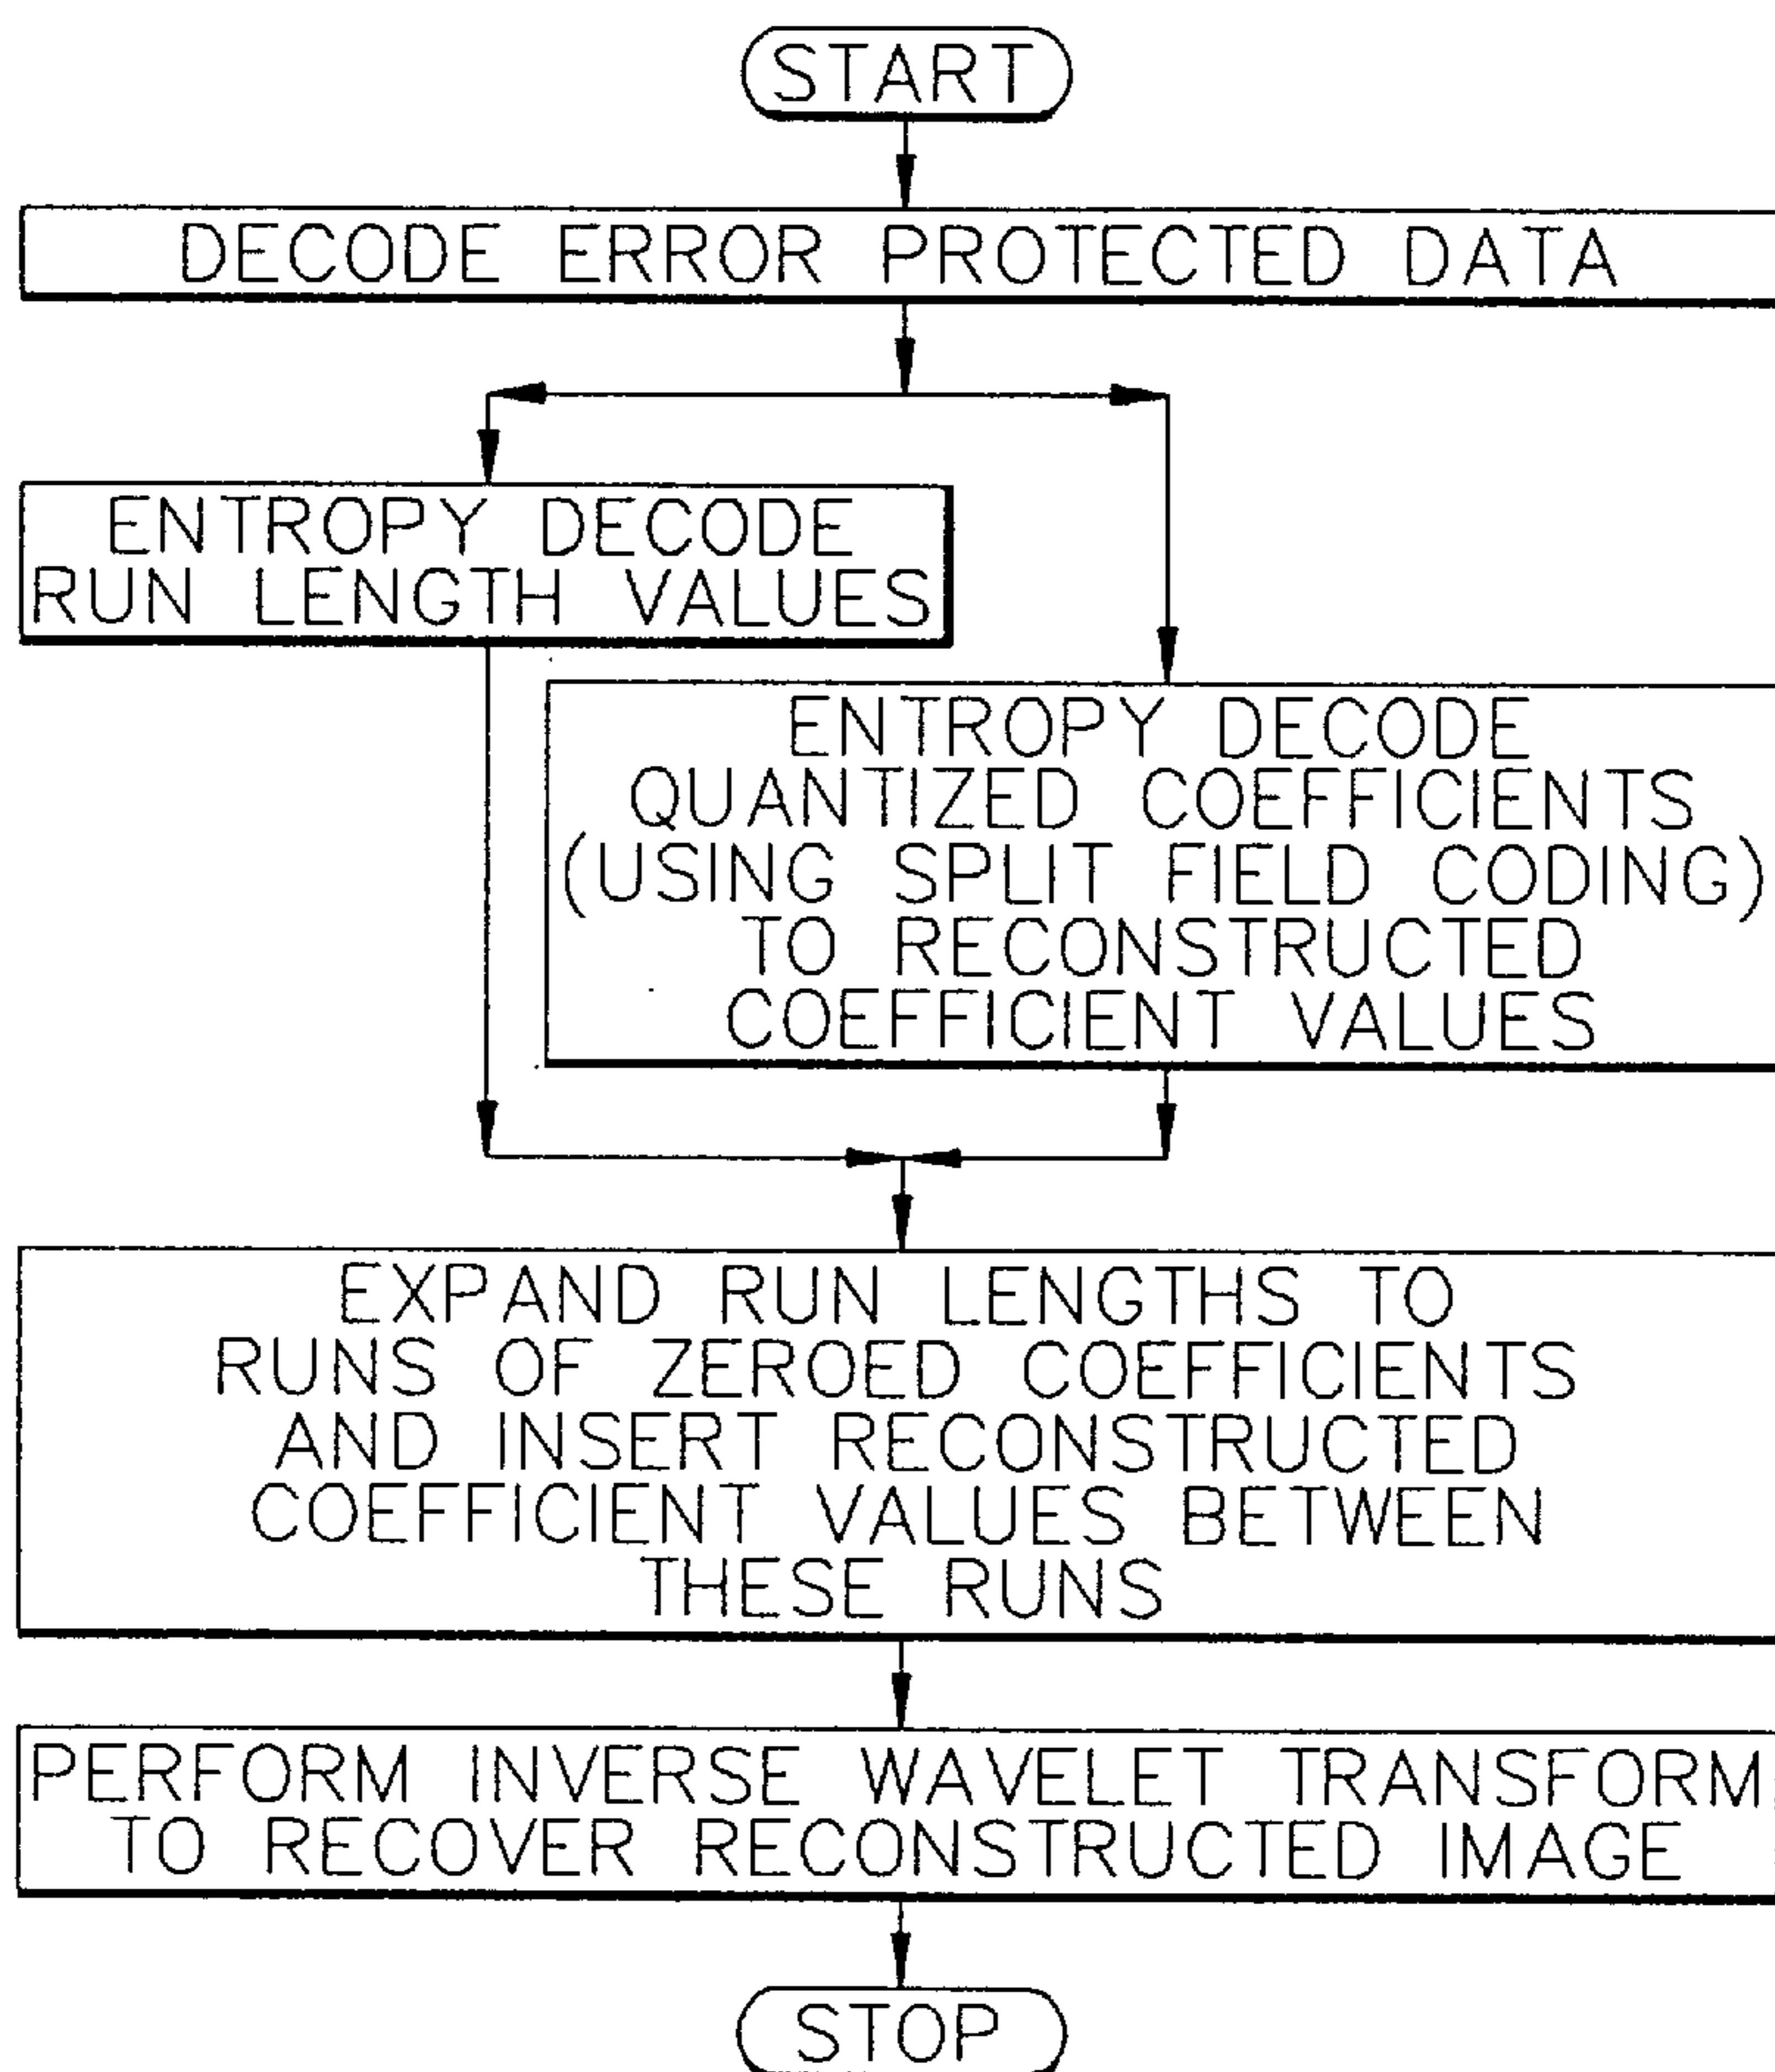 START
DECODE ERROR PROTECTED DATA
ENTROPY DECODE
RUN LENGTH VALUES
ENTROPY DECODE
QUANTIZED COEFFICIENTS
(USING SPLIT FIELD CODING)
TO RECONSTRUCTED
COEFFICIENT VALUES
EXPAND RUN LENGTHS TO
RUNS OF ZEROED COEFFICIENTS
AND INSERT RECONSTRUCTED
COEFFICIENT VALUES BETWEEN
THESE RUNS
PERFORM INVERSE WAVELET TRANSFORM
TO RECOVER RECONSTRUCTED IMAGE
STOP